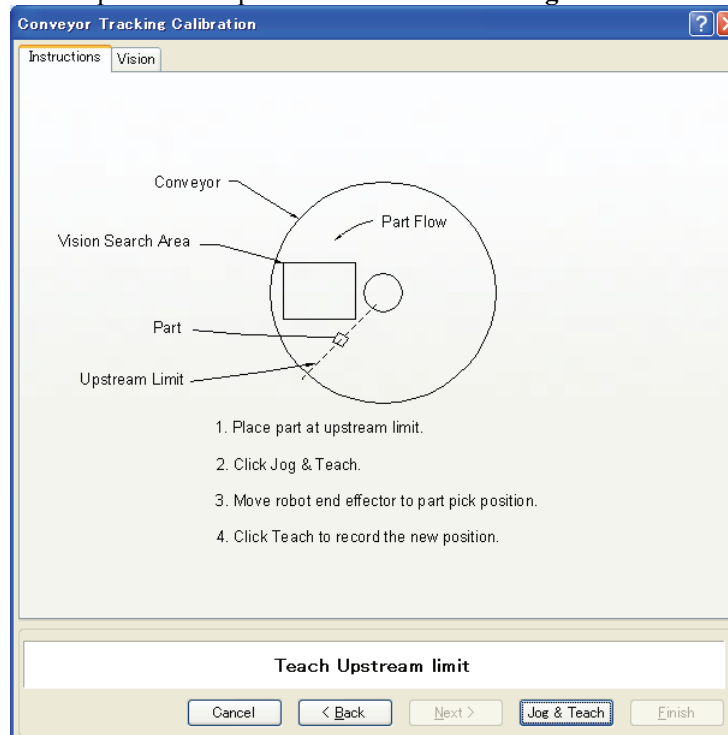 Conveyor Tracking Calibration
Instructions Vision
Conveyor
Part Flow
Vision Search Area
Part
Upstream Limit
1. Place part at upstream limit.
2. Click Jog & Teach.
3. Move robot end effector to part pick position.
4. Click Teach to record the new position.
Teach Upstream limit
Cancel < Back Next > Jog & Teach Finish